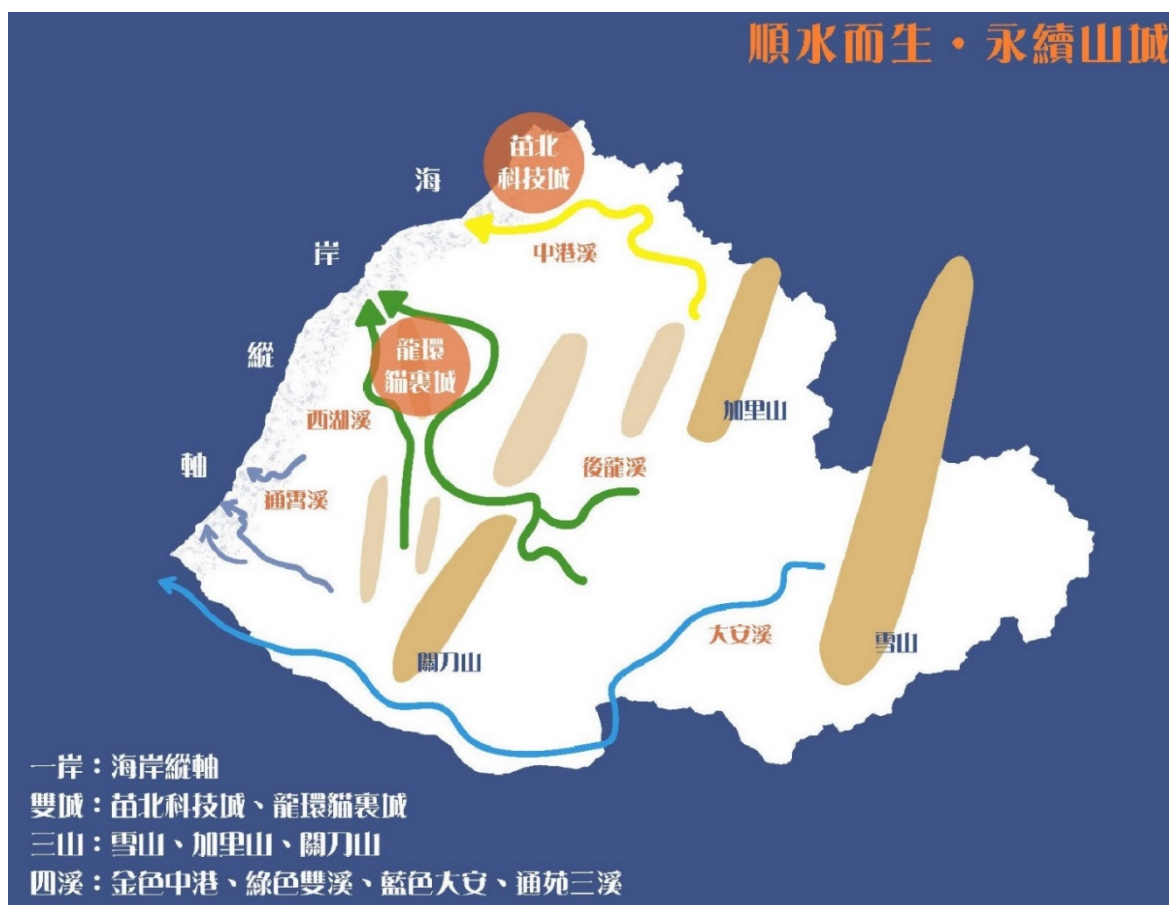 順水而生・永續山城
苗北
科技城
海
岸
縱
軸
中港溪
龍環
貓裏城
加里山
西湖溪
後龍溪
通霄溪
大安溪
雪山
關刀山
一岸：海岸縱軸
雙城：苗北科技城、龍環貓裏城
三山：雪山、加里山、關刀山
四溪：金色中港、綠色雙溪、藍色大安、通苑三溪